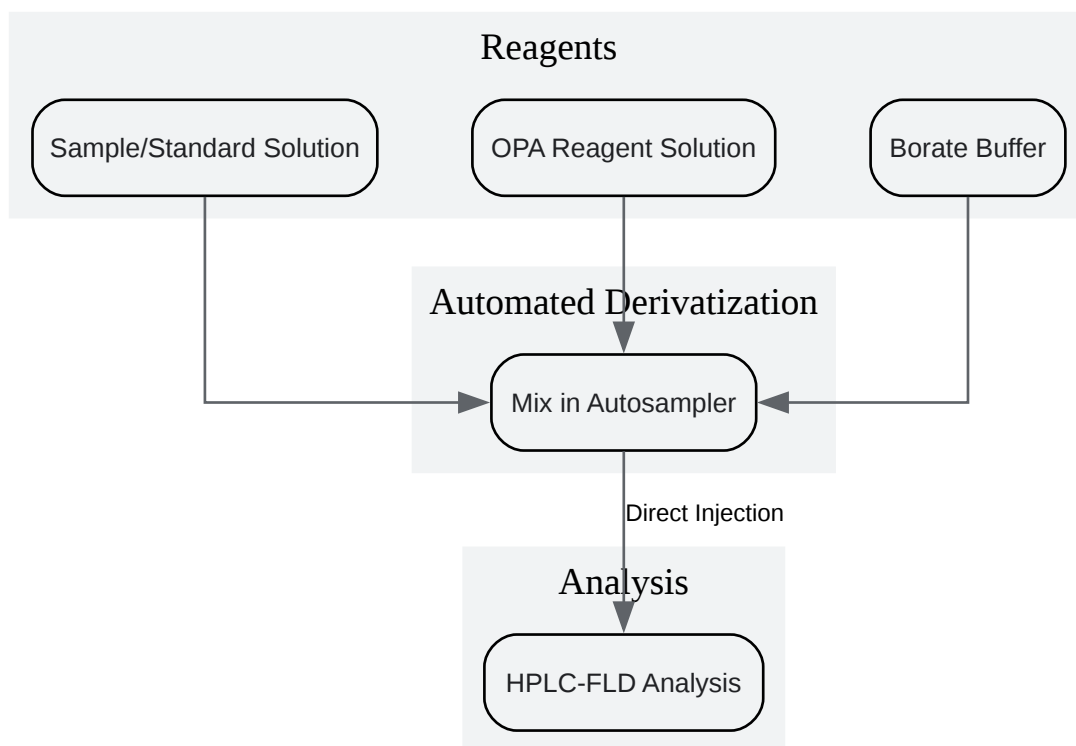 Reagents
Sample/Standard Solution
OPA Reagent Solution
Borate Buffer
Automated Derivatization
Mix in Autosampler
Direct Injection
Analysis
HPLC-FLD Analysis